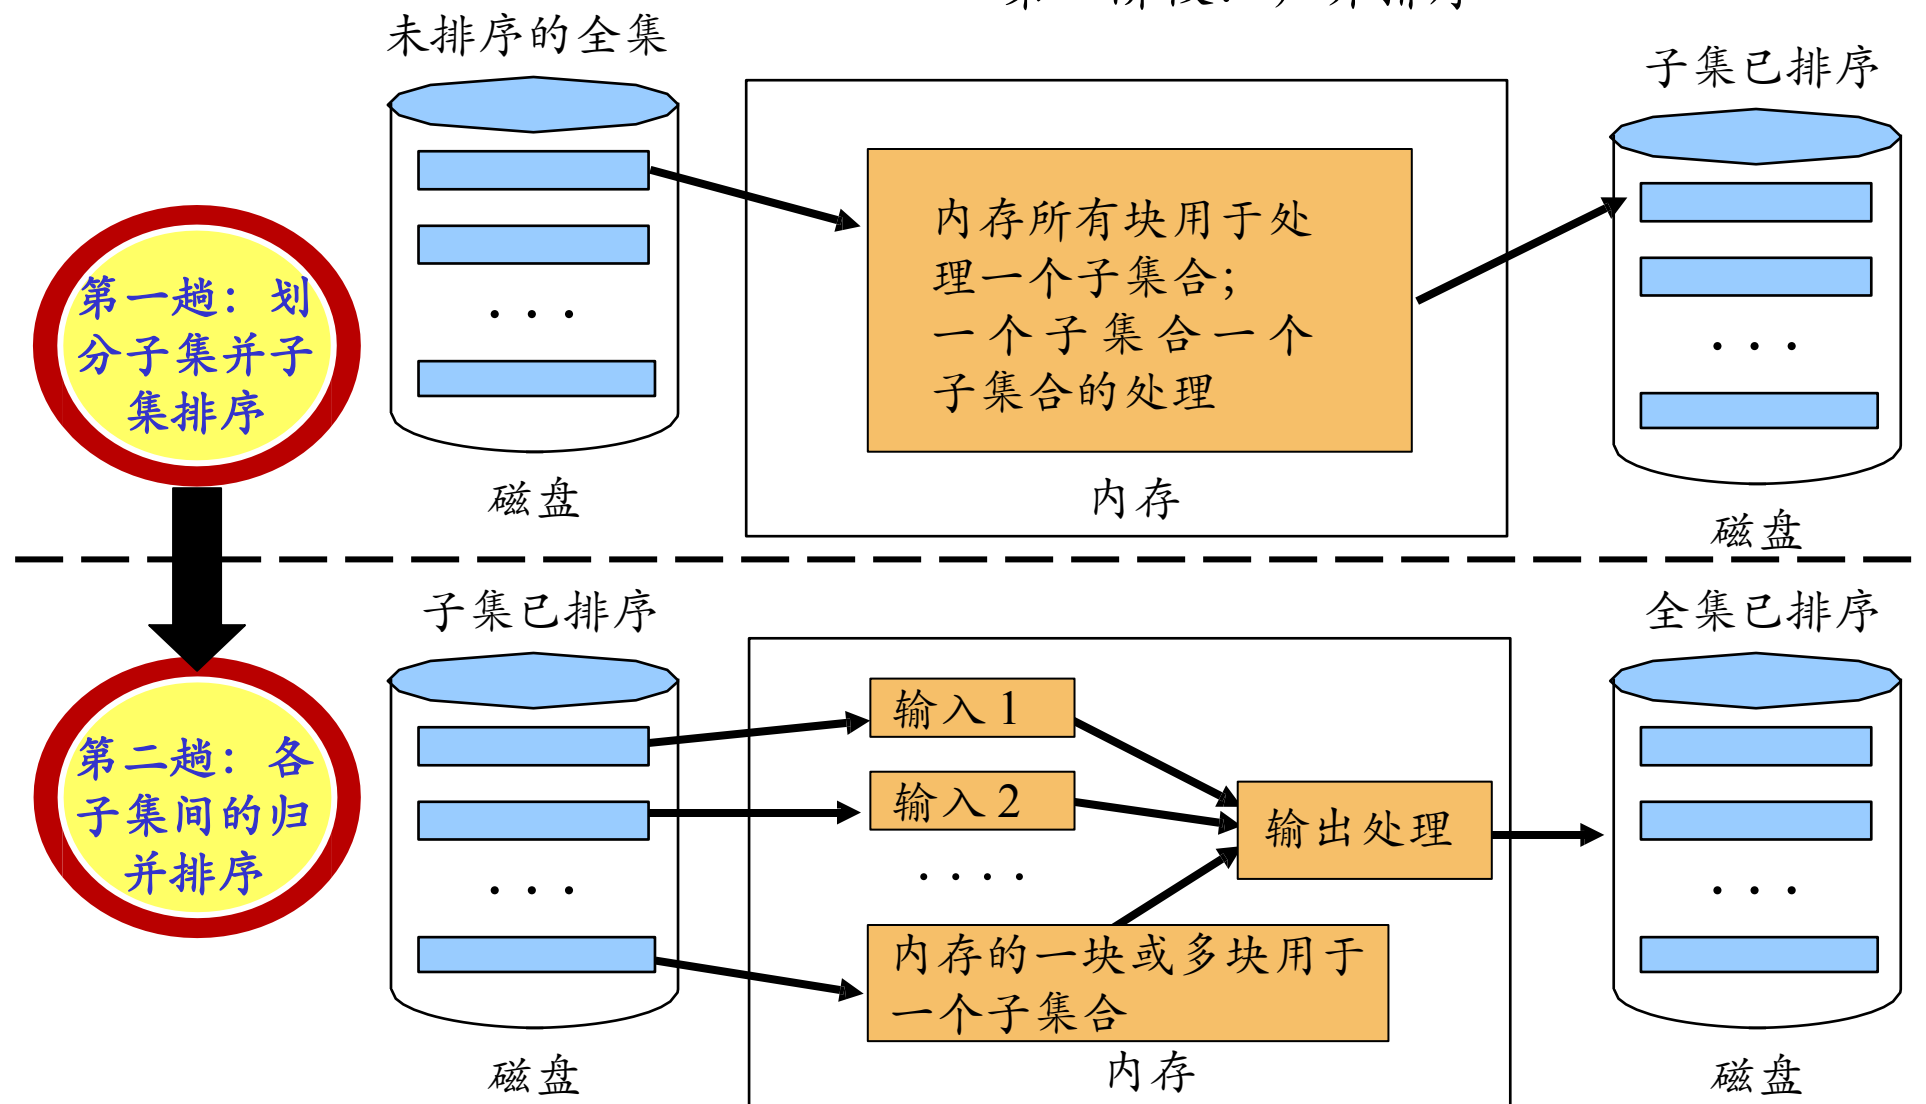 未排序的全集
子集已排序
第一趟：划
分子集并子
集排序
内存所有块用于处
理一个子集合；
一个子集合一个
子集合的处理
磁盘
内存
磁盘
子集已排序
全集已排序
第二趟：各
子集间的归
并排序
输入1
输入2
输出处理
内存的一块或多块用于
一个子集合
磁盘
内存
磁盘